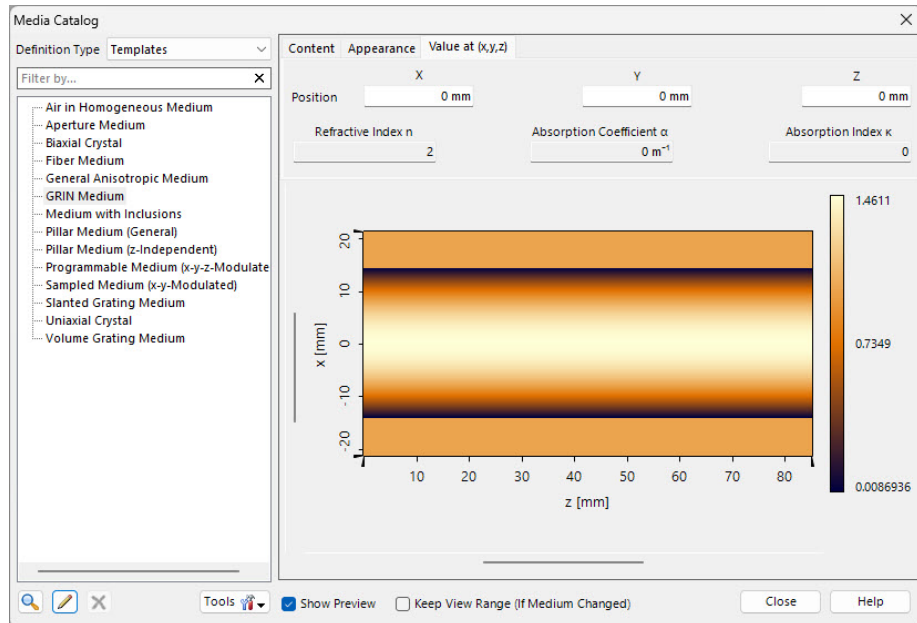 Media Catalog
Definition Type Templates
Filter by...
Air in Homogeneous Medium
Aperture Medium
Biaxial Crystal
Fiber Medium
General Anisotropic Medium
GRIN Medium
Medium with Inclusions
Pillar Medium (General)
Pillar Medium (z-Independent)
Programmable Medium (x-y-z-Modulate
Sampled Medium (x-y-Modulated)
Slanted Grating Medium
Uniaxial Crystal
Volume Grating Medium
Tools
Content Appearance Value at (x,y,z)
X Y Z
Position 0 mm 0 mm 0 mm
Refractive Index n Absorption Coefficient α Absorption Index κ
2 0 m⁻¹ 0
20
10
0
-10
-20
x [mm]
10 20 30 40 50 60 70 80
z [mm]
1.4611
0.7349
0.0086936
Show Preview Keep View Range (If Medium Changed) Close Help